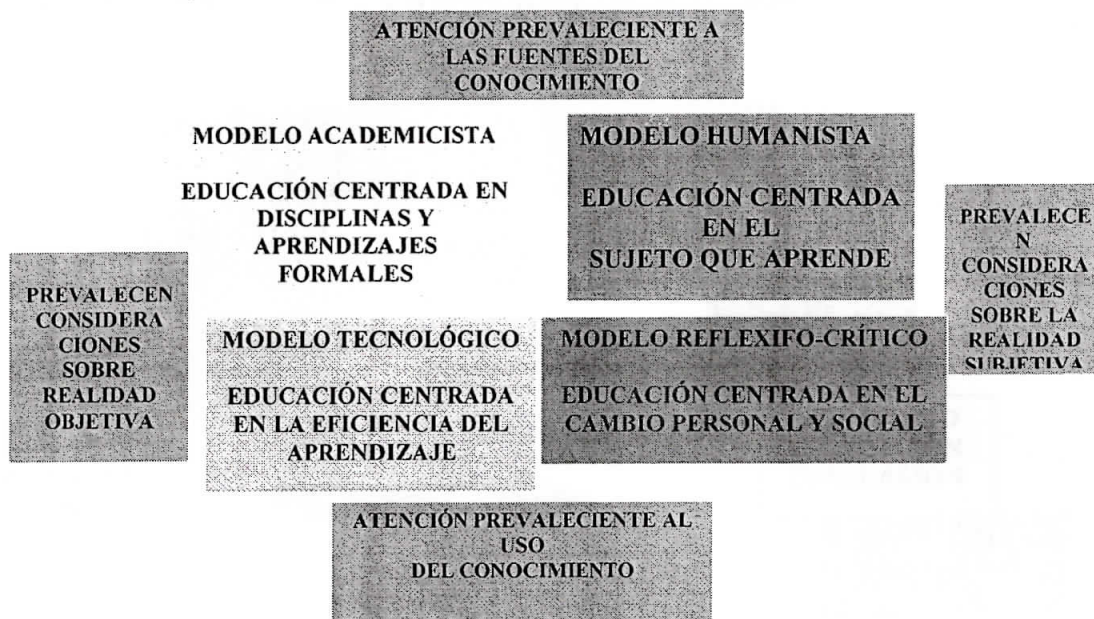 ATENCIÓN PREVALECIENTE A
LAS FUENTES DEL
CONOCIMIENTO
MODELO ACADEMICISTA
EDUCACIÓN CENTRADA EN
DISCIPLINAS Y
APRENDIZAJES
FORMALES
MODELO HUMANISTA
EDUCACIÓN CENTRADA
EN EL
SUJETO QUE APRENDE
PREVALECE
N
CONSIDERA
CIONES
SOBRE LA
REALIDAD
SUBJETIVA
PREVALECEN
CONSIDERA
CIONES
SOBRE
REALIDAD
OBJETIVA
MODELO TECNOLÓGICO
EDUCACIÓN CENTRADA
EN LA EFICIENCIA DEL
APRENDIZAJE
MODELO REFLEXIFO-CRÍTICO
EDUCACIÓN CENTRADA EN EL
CAMBIO PERSONAL Y SOCIAL
ATENCIÓN PREVALECIENTE AL
USO
DEL CONOCIMIENTO